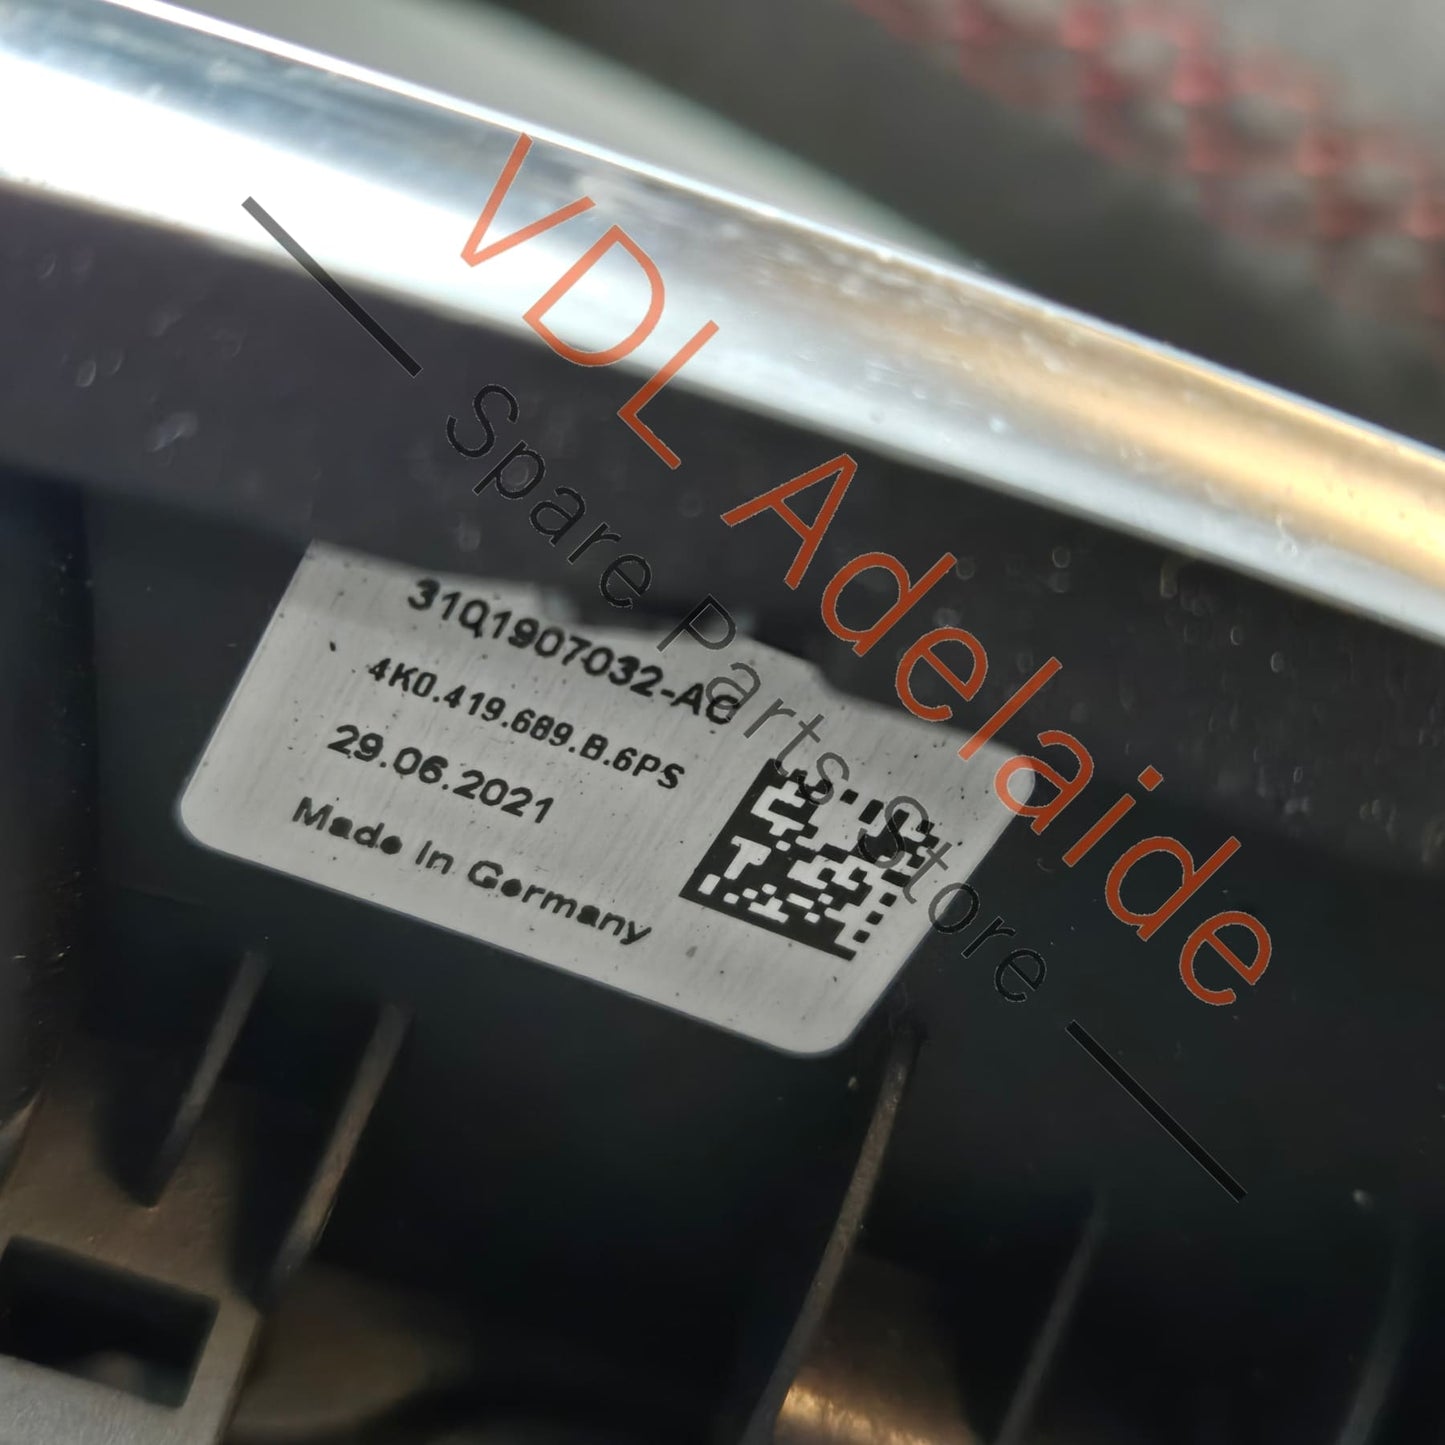 31Q1907032-AC
4K0.419.689.B.6PS
29.06.2021
Made in Germany
VDL Adelaide
Spare Parts Store